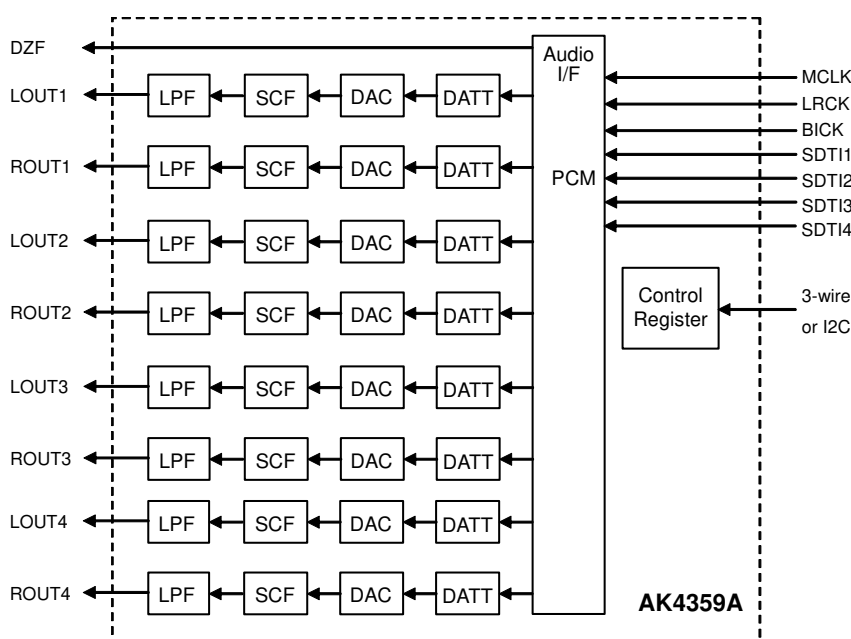 DZF
Audio
I/F
MCLK
LOUT1
LPF
SCF
DAC
DATT
LRCK
BICK
SDTI1
ROUT1
LPF
SCF
DAC
DATT
PCM
SDTI2
SDTI3
SDTI4
LOUT2
LPF
SCF
DAC
DATT
ROUT2
LPF
SCF
DAC
DATT
Control
Register
3-wire
or I2C
LOUT3
LPF
SCF
DAC
DATT
ROUT3
LPF
SCF
DAC
DATT
LOUT4
LPF
SCF
DAC
DATT
ROUT4
LPF
SCF
DAC
DATT
AK4359A